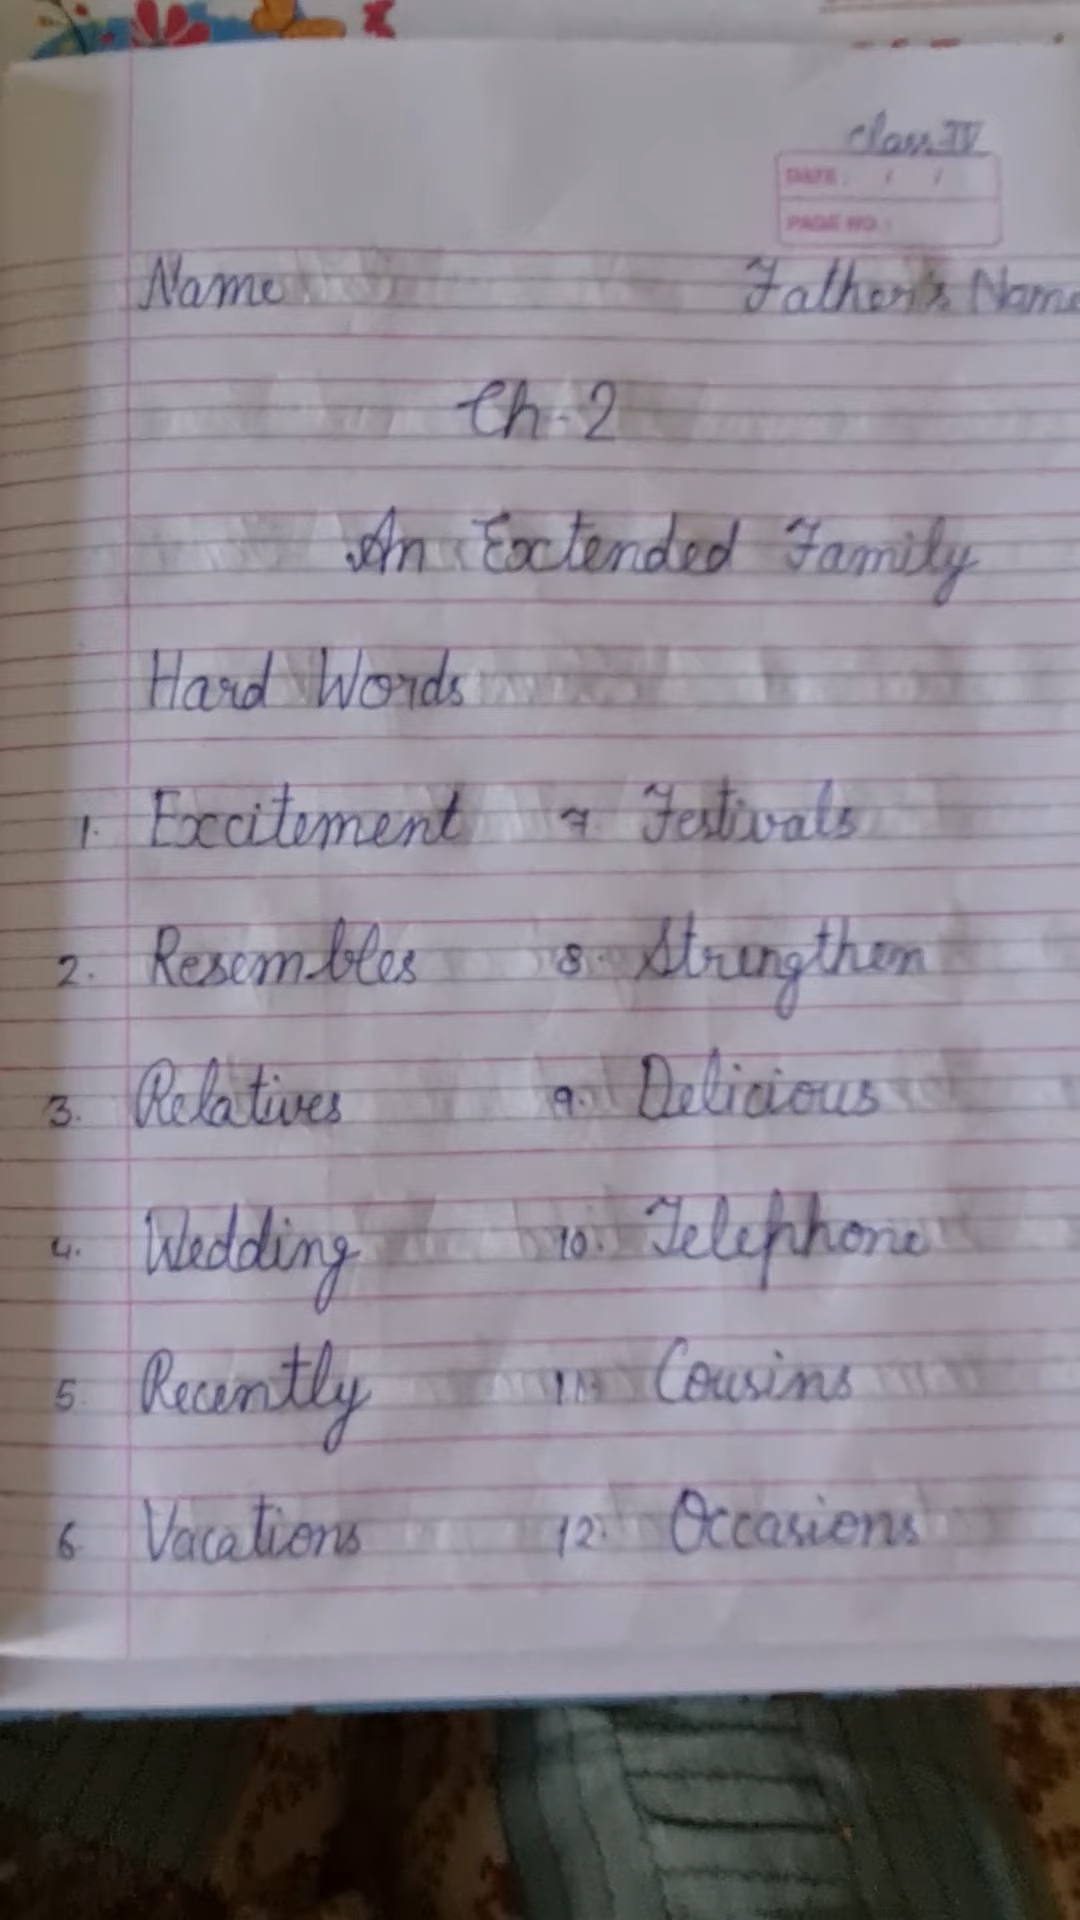 Class-IV
DATE: / /
PAGE NO.:
Name Father's Name
Ch-2
An Extended Family
Hard Words
1. Excitement 7. Festivals
2. Resembles 8. Strengthen
3. Relatives 9. Delicious
4. Wedding 10. Telephone
5. Recently 11. Cousins
6. Vacations 12. Occasions